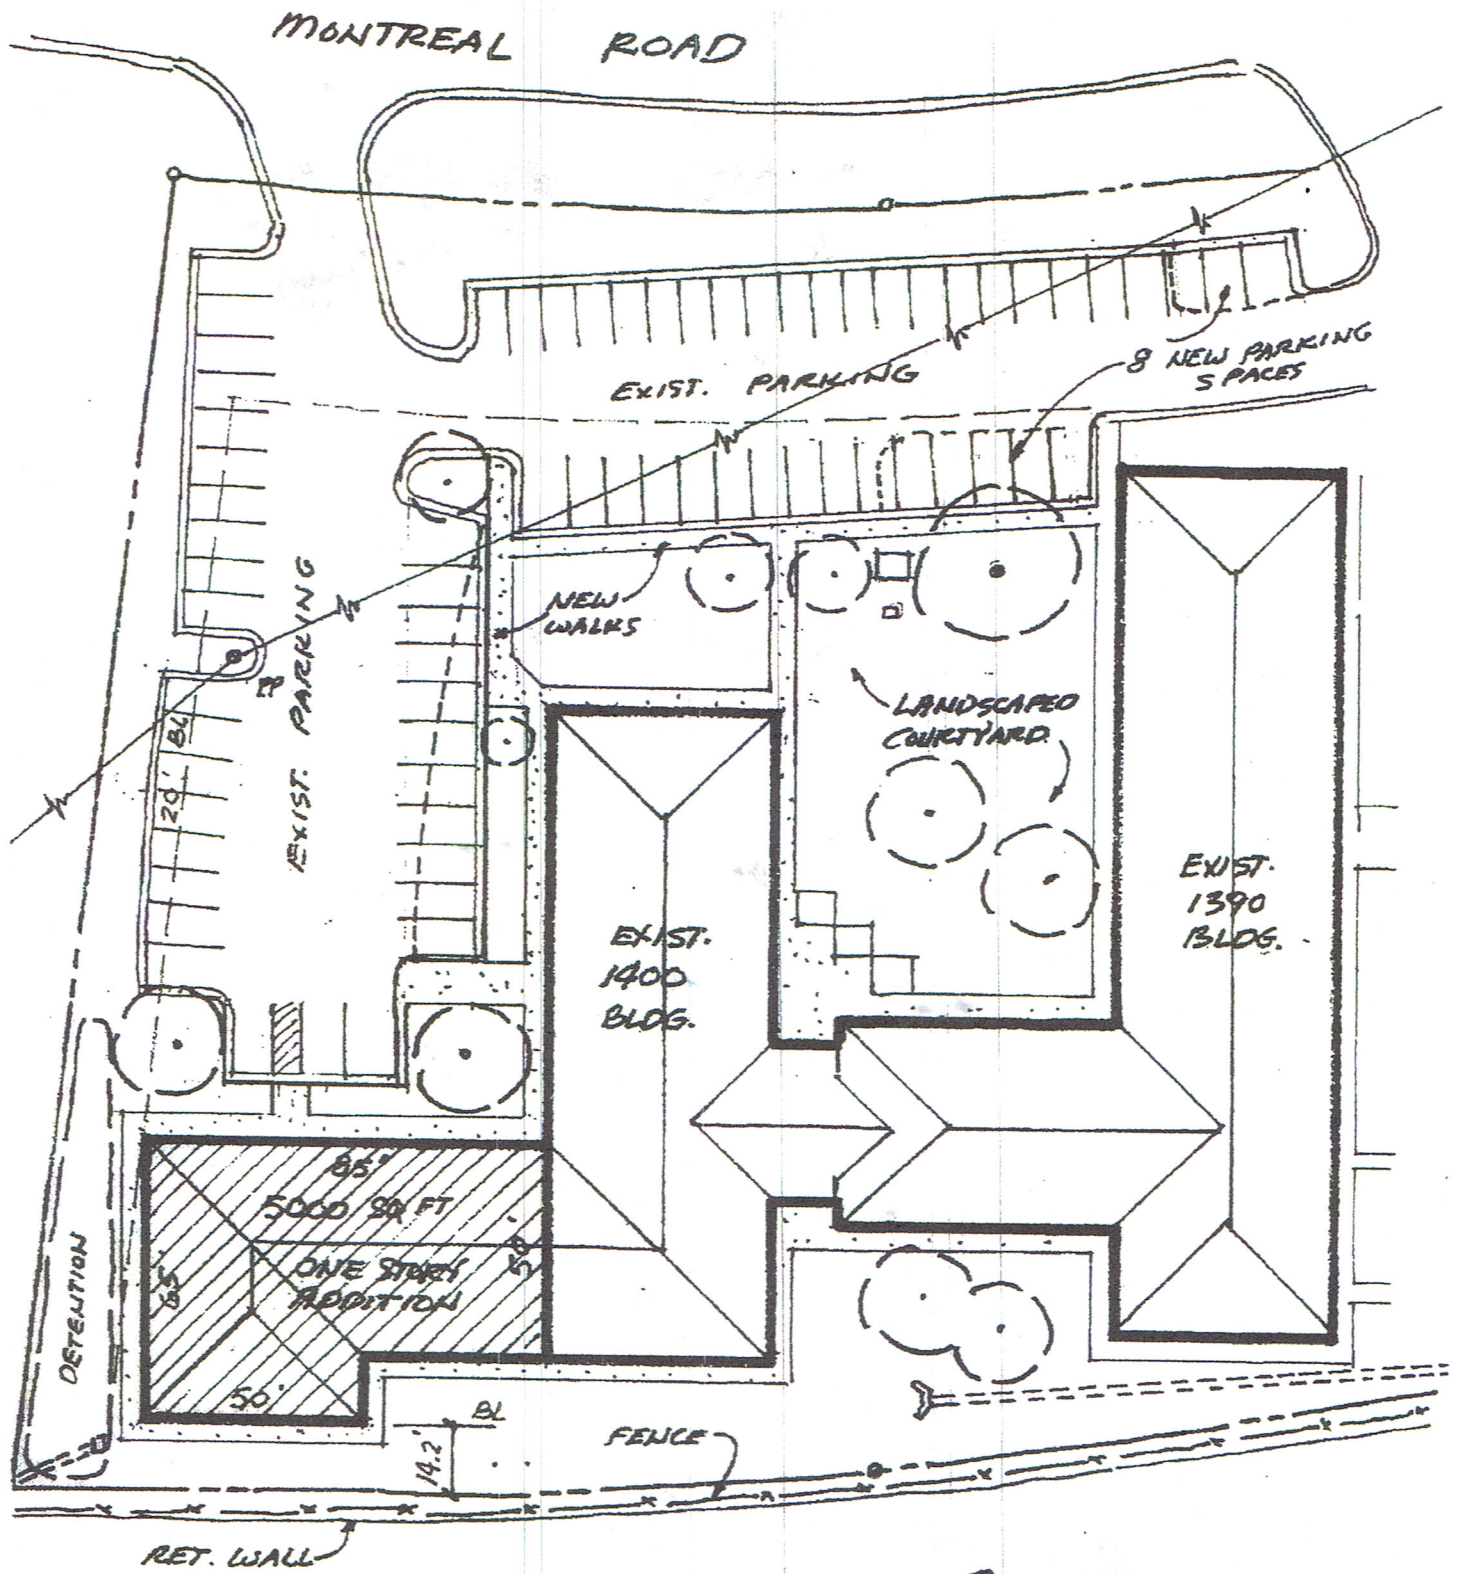 MONTREAL ROAD
EXIST. PARKING
8 NEW PARKING
SPACES
EXIST. PARKING
NEW
WALKS
PP
20' BL
LANDSCAPED
COURTYARD
EXIST.
1400
BLDG.
EXIST.
1390
BLDG.
85'
5000 SQ FT
50'
ONE STORY
ADDITION
65'
50'
DETENTION
BL
14.2'
FENCE
RET. WALL